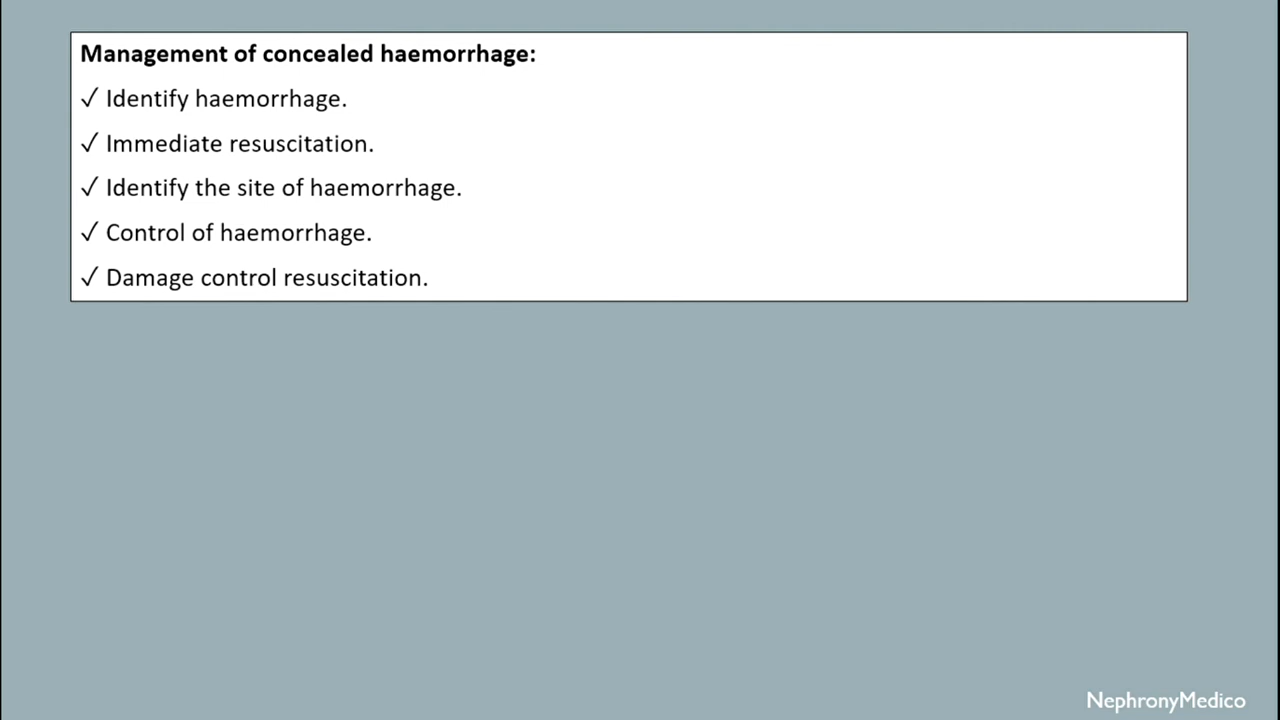 Management of concealed haemorrhage:
✓ Identify haemorrhage.
✓ Immediate resuscitation.
✓ Identify the site of haemorrhage.
✓ Control of haemorrhage.
✓ Damage control resuscitation.
NephronyMedico